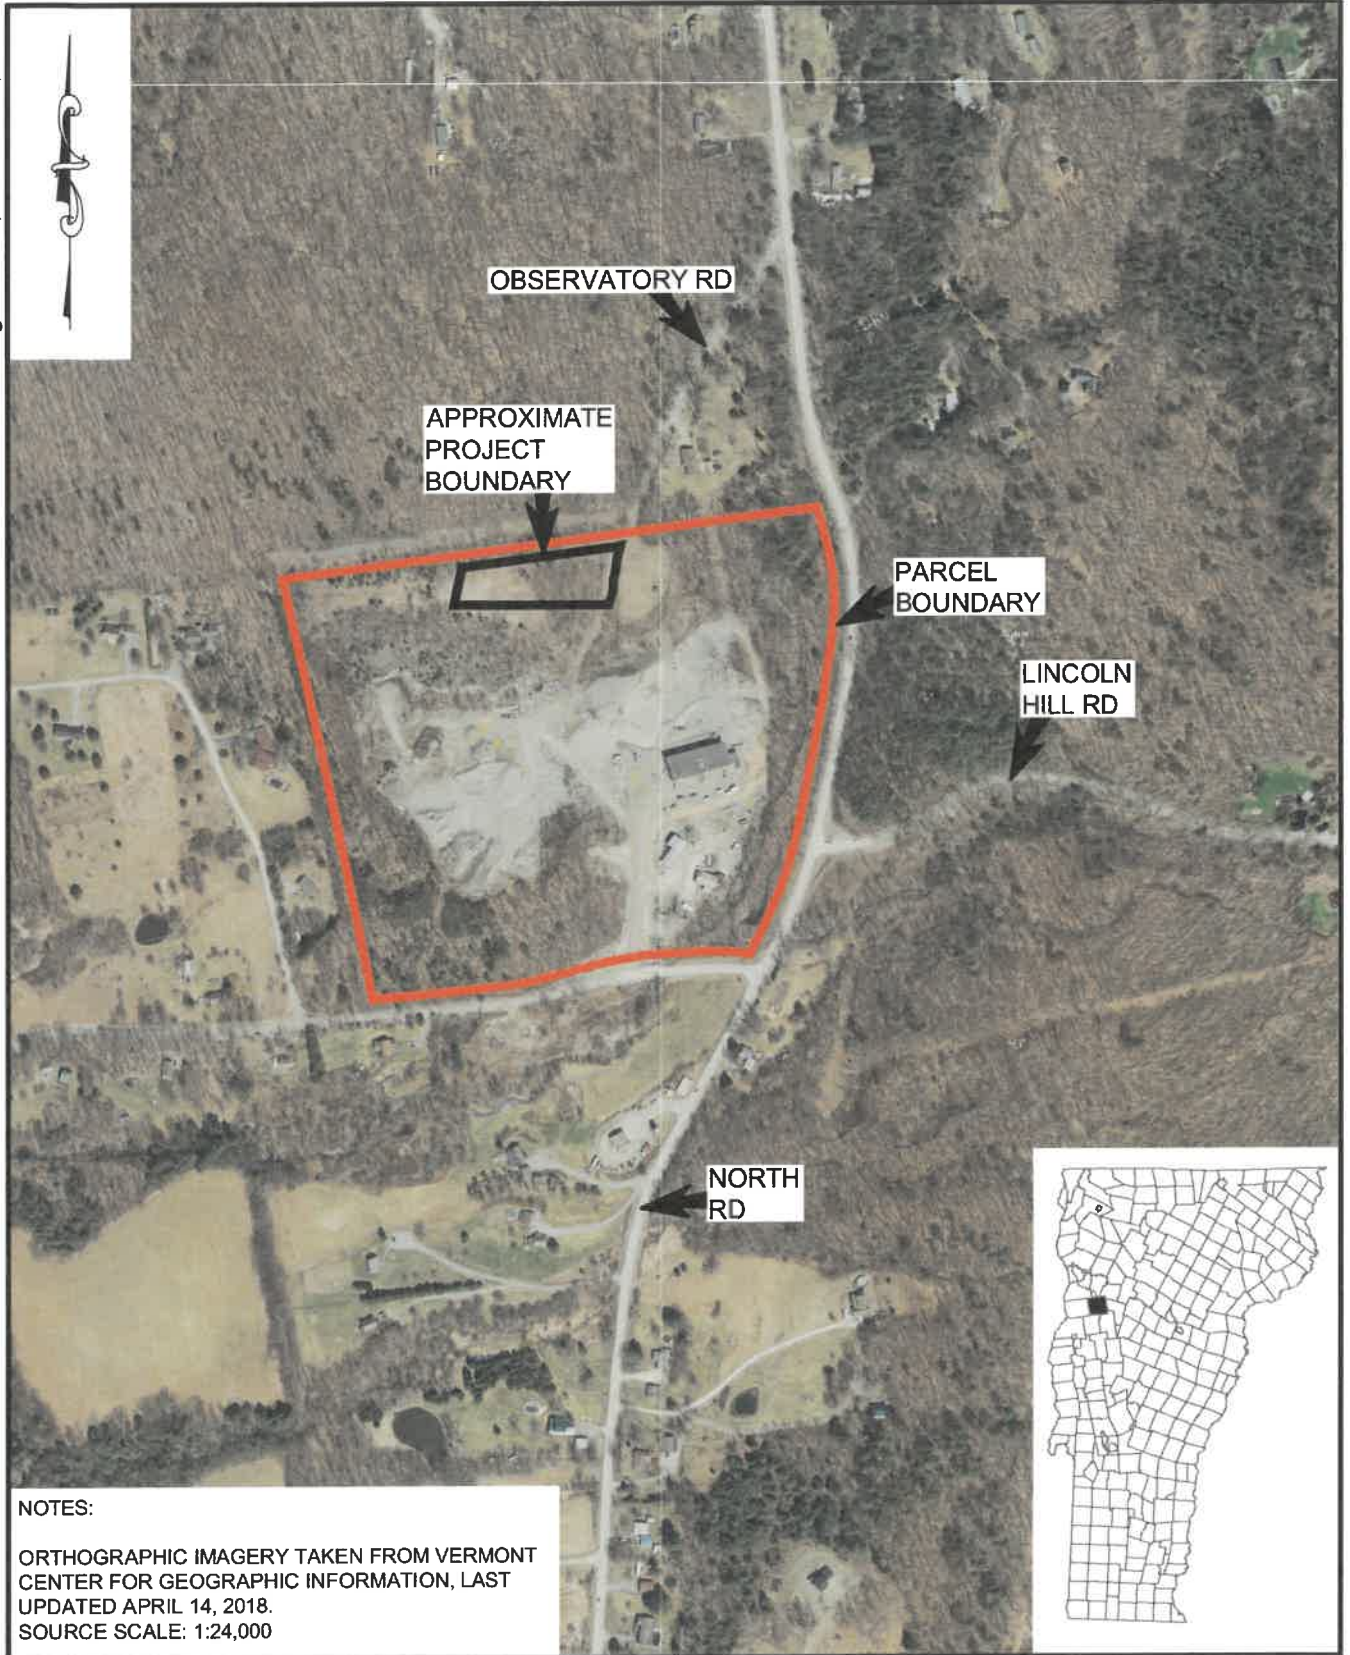 OBSERVATORY RD
APPROXIMATE
PROJECT
BOUNDARY
PARCEL
BOUNDARY
LINCOLN
HILL RD
NORTH
RD
NOTES:
ORTHOGRAPHIC IMAGERY TAKEN FROM VERMONT
CENTER FOR GEOGRAPHIC INFORMATION, LAST
UPDATED APRIL 14, 2018.
SOURCE SCALE: 1:24,000